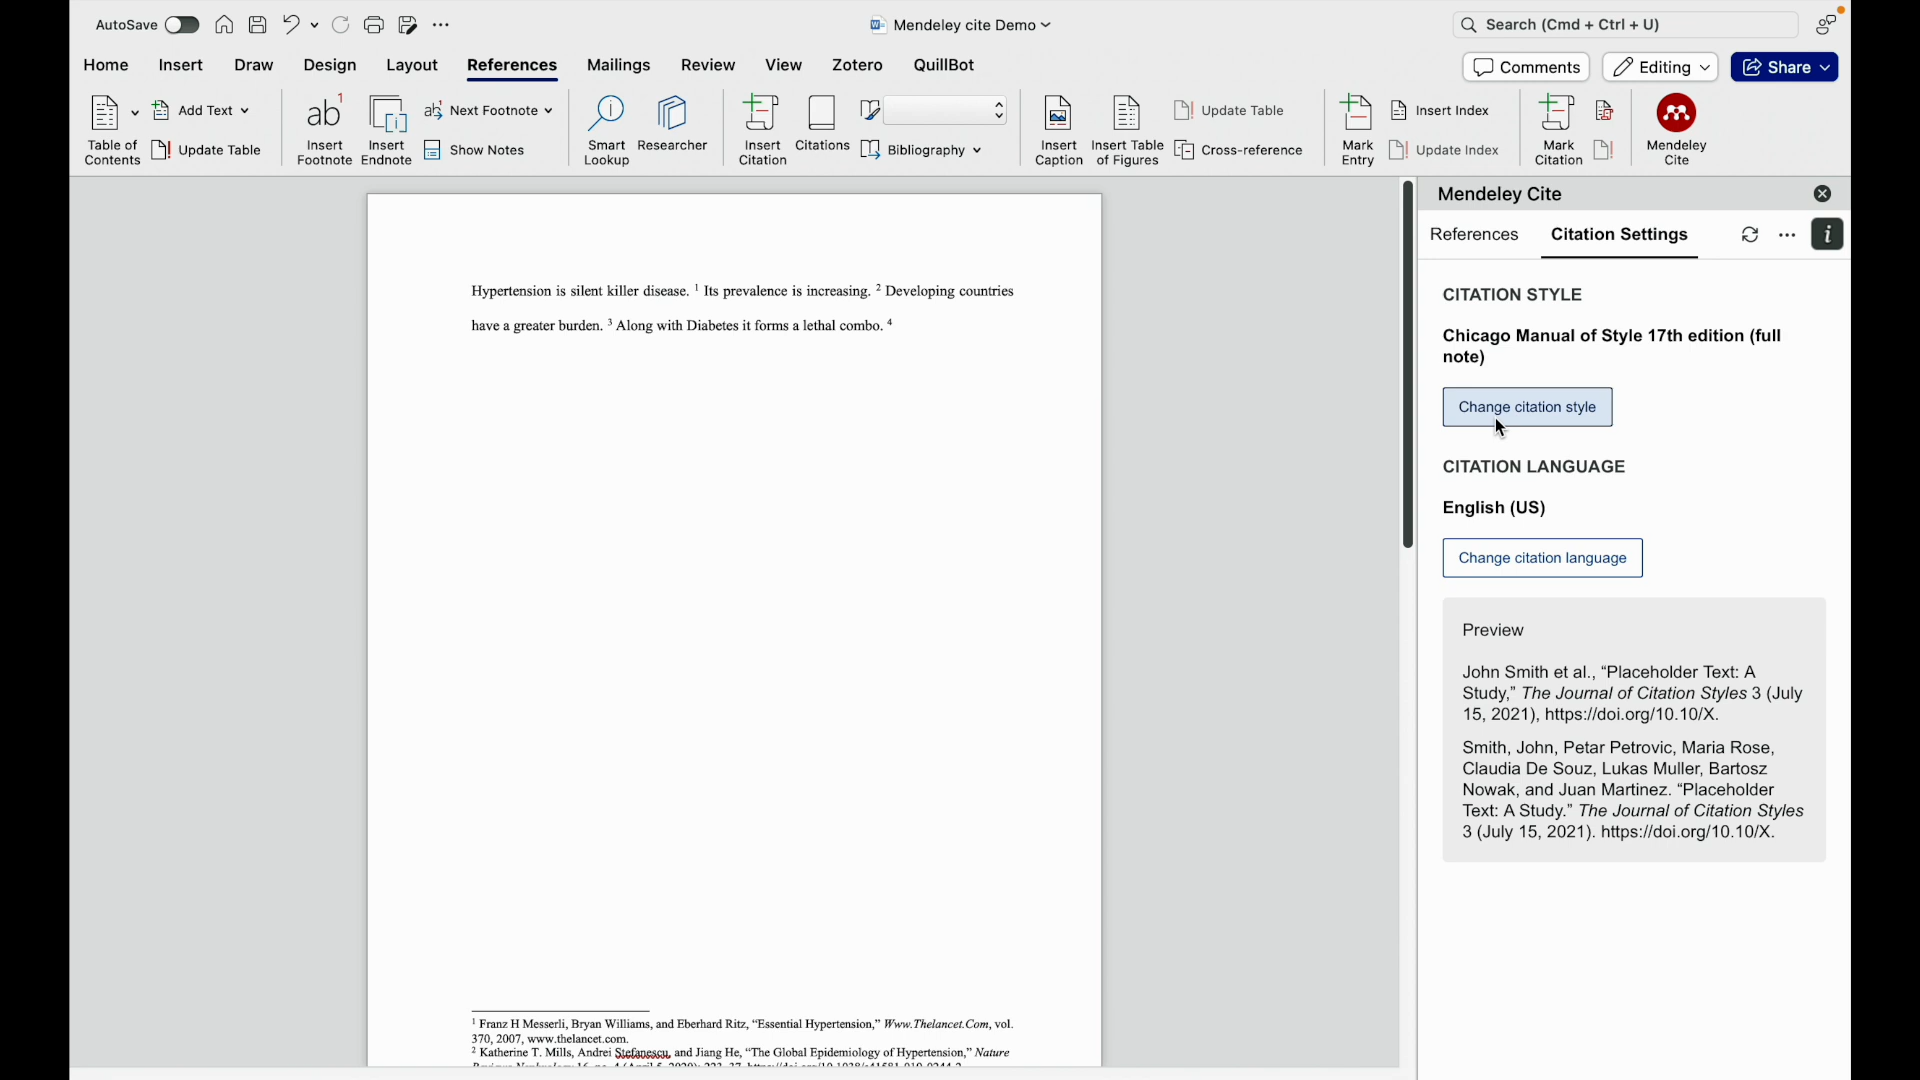 AutoSave
Mendeley cite Demo
Search (Cmd + Ctrl + U)
Home Insert Draw Design Layout References Mailings Review View Zotero QuillBot
Comments Editing Share
Table of Contents
Add Text
Update Table
ab 1
Insert Footnote
Insert Endnote
ab Next Footnote
Show Notes
Smart Lookup
Researcher
Insert Citation
Citations
Bibliography
Insert Caption
Insert Table of Figures
Update Table
Cross-reference
Mark Entry
Insert Index
Update Index
Mark Citation
Mendeley Cite
Mendeley Cite
References Citation Settings
i
CITATION STYLE
Chicago Manual of Style 17th edition (full
note)
Change citation style
CITATION LANGUAGE
English (US)
Change citation language
Preview
John Smith et al., “Placeholder Text: A
Study,” The Journal of Citation Styles 3 (July
15, 2021), https://doi.org/10.10/X.
Smith, John, Petar Petrovic, Maria Rose,
Claudia De Souz, Lukas Muller, Bartosz
Nowak, and Juan Martinez. “Placeholder
Text: A Study.” The Journal of Citation Styles
3 (July 15, 2021). https://doi.org/10.10/X.
Hypertension is silent killer disease. 1 Its prevalence is increasing. 2 Developing countries
have a greater burden. 3 Along with Diabetes it forms a lethal combo. 4
1 Franz H Messerli, Bryan Williams, and Eberhard Ritz, “Essential Hypertension,” Www.Thelancet.Com, vol.
370, 2007, www.thelancet.com.
2 Katherine T. Mills, Andrei Stefanescu, and Jiang He, “The Global Epidemiology of Hypertension,” Nature